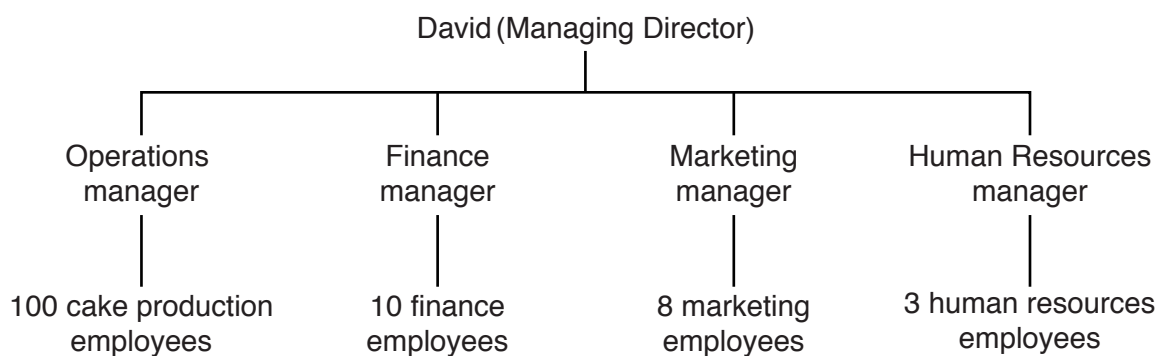 David (Managing Director)
Operations
manager
Finance
manager
Marketing
manager
Human Resources
manager
100 cake production
employees
10 finance
employees
8 marketing
employees
3 human resources
employees